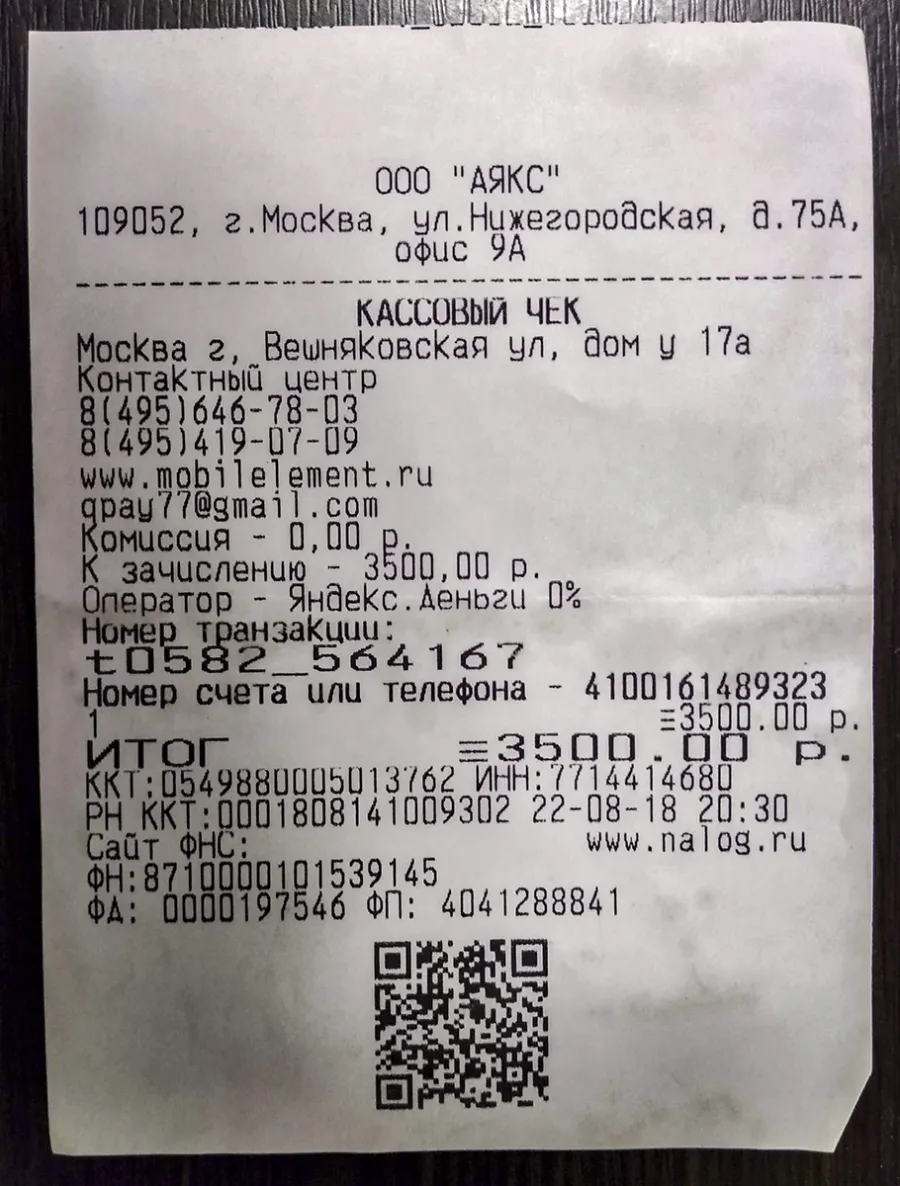 ООО "АЯКС"
109052, г.Москва, ул.Нижегородская, д.75А,
офис 9А
КАССОВЫЙ ЧЕК
Москва г, Вешняковская ул, дом у 17а
Контактный центр
8(495)646-78-03
8(495)419-07-09
www.mobilelement.ru
qpay77@gmail.com
Комиссия - 0,00 р.
К зачислению - 3500,00 р.
Оператор - Яндекс.Деньги 0%
Номер транзакции:
t0582_564167
Номер счета или телефона - 4100161489323
1 ≡3500.00 р.
ИТОГ ≡3500.00 р.
ККТ:0549880005013762 ИНН:7714414680
РН ККТ:0001808141009302 22-08-18 20:30
Сайт ФНС: www.nalog.ru
ФН:8710000101539145
ФД: 0000197546 ФП: 4041288841